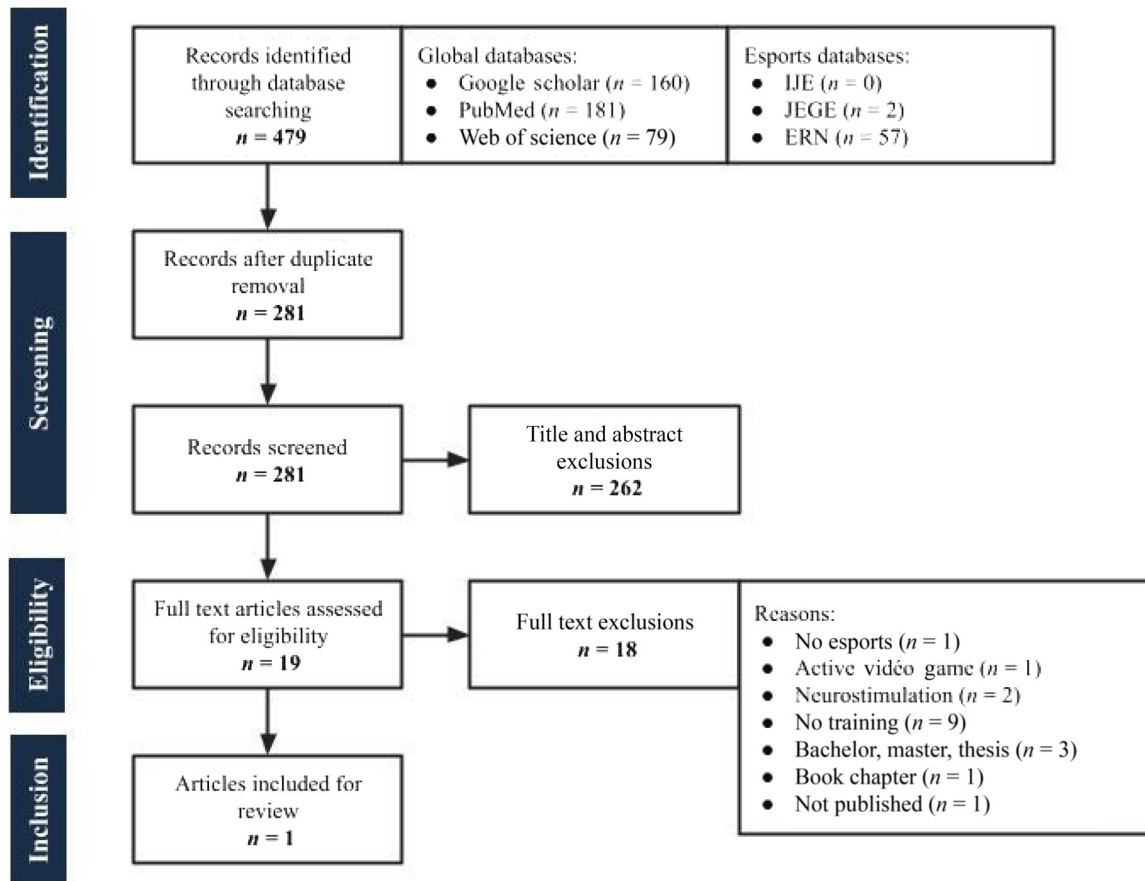 Identification
Records identified
through database
searching
n = 479
Global databases:
● Google scholar (n = 160)
● PubMed (n = 181)
● Web of science (n = 79)
Esports databases:
● IJE (n = 0)
● JEGE (n = 2)
● ERN (n = 57)
Screening
Records after duplicate
removal
n = 281
Records screened
n = 281
Title and abstract
exclusions
n = 262
Eligibility
Full text articles assessed
for eligibility
n = 19
Full text exclusions
n = 18
Reasons:
● No esports (n = 1)
● Active vidéo game (n = 1)
● Neurostimulation (n = 2)
● No training (n = 9)
● Bachelor, master, thesis (n = 3)
● Book chapter (n = 1)
● Not published (n = 1)
Inclusion
Articles included for
review
n = 1